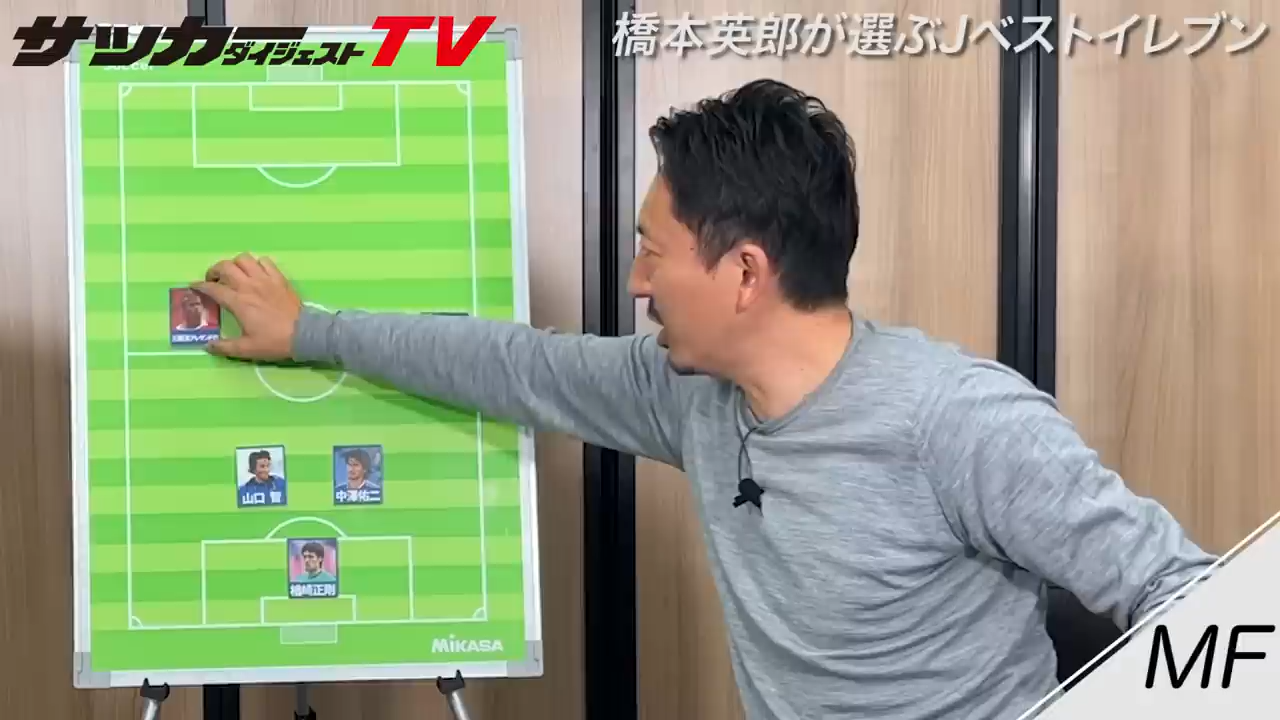 サッカーダイジェストTV
橋本英郎が選ぶJベストイレブン
Soccer
山口 智
中澤佑二
楢﨑正剛
MIKASA
MF